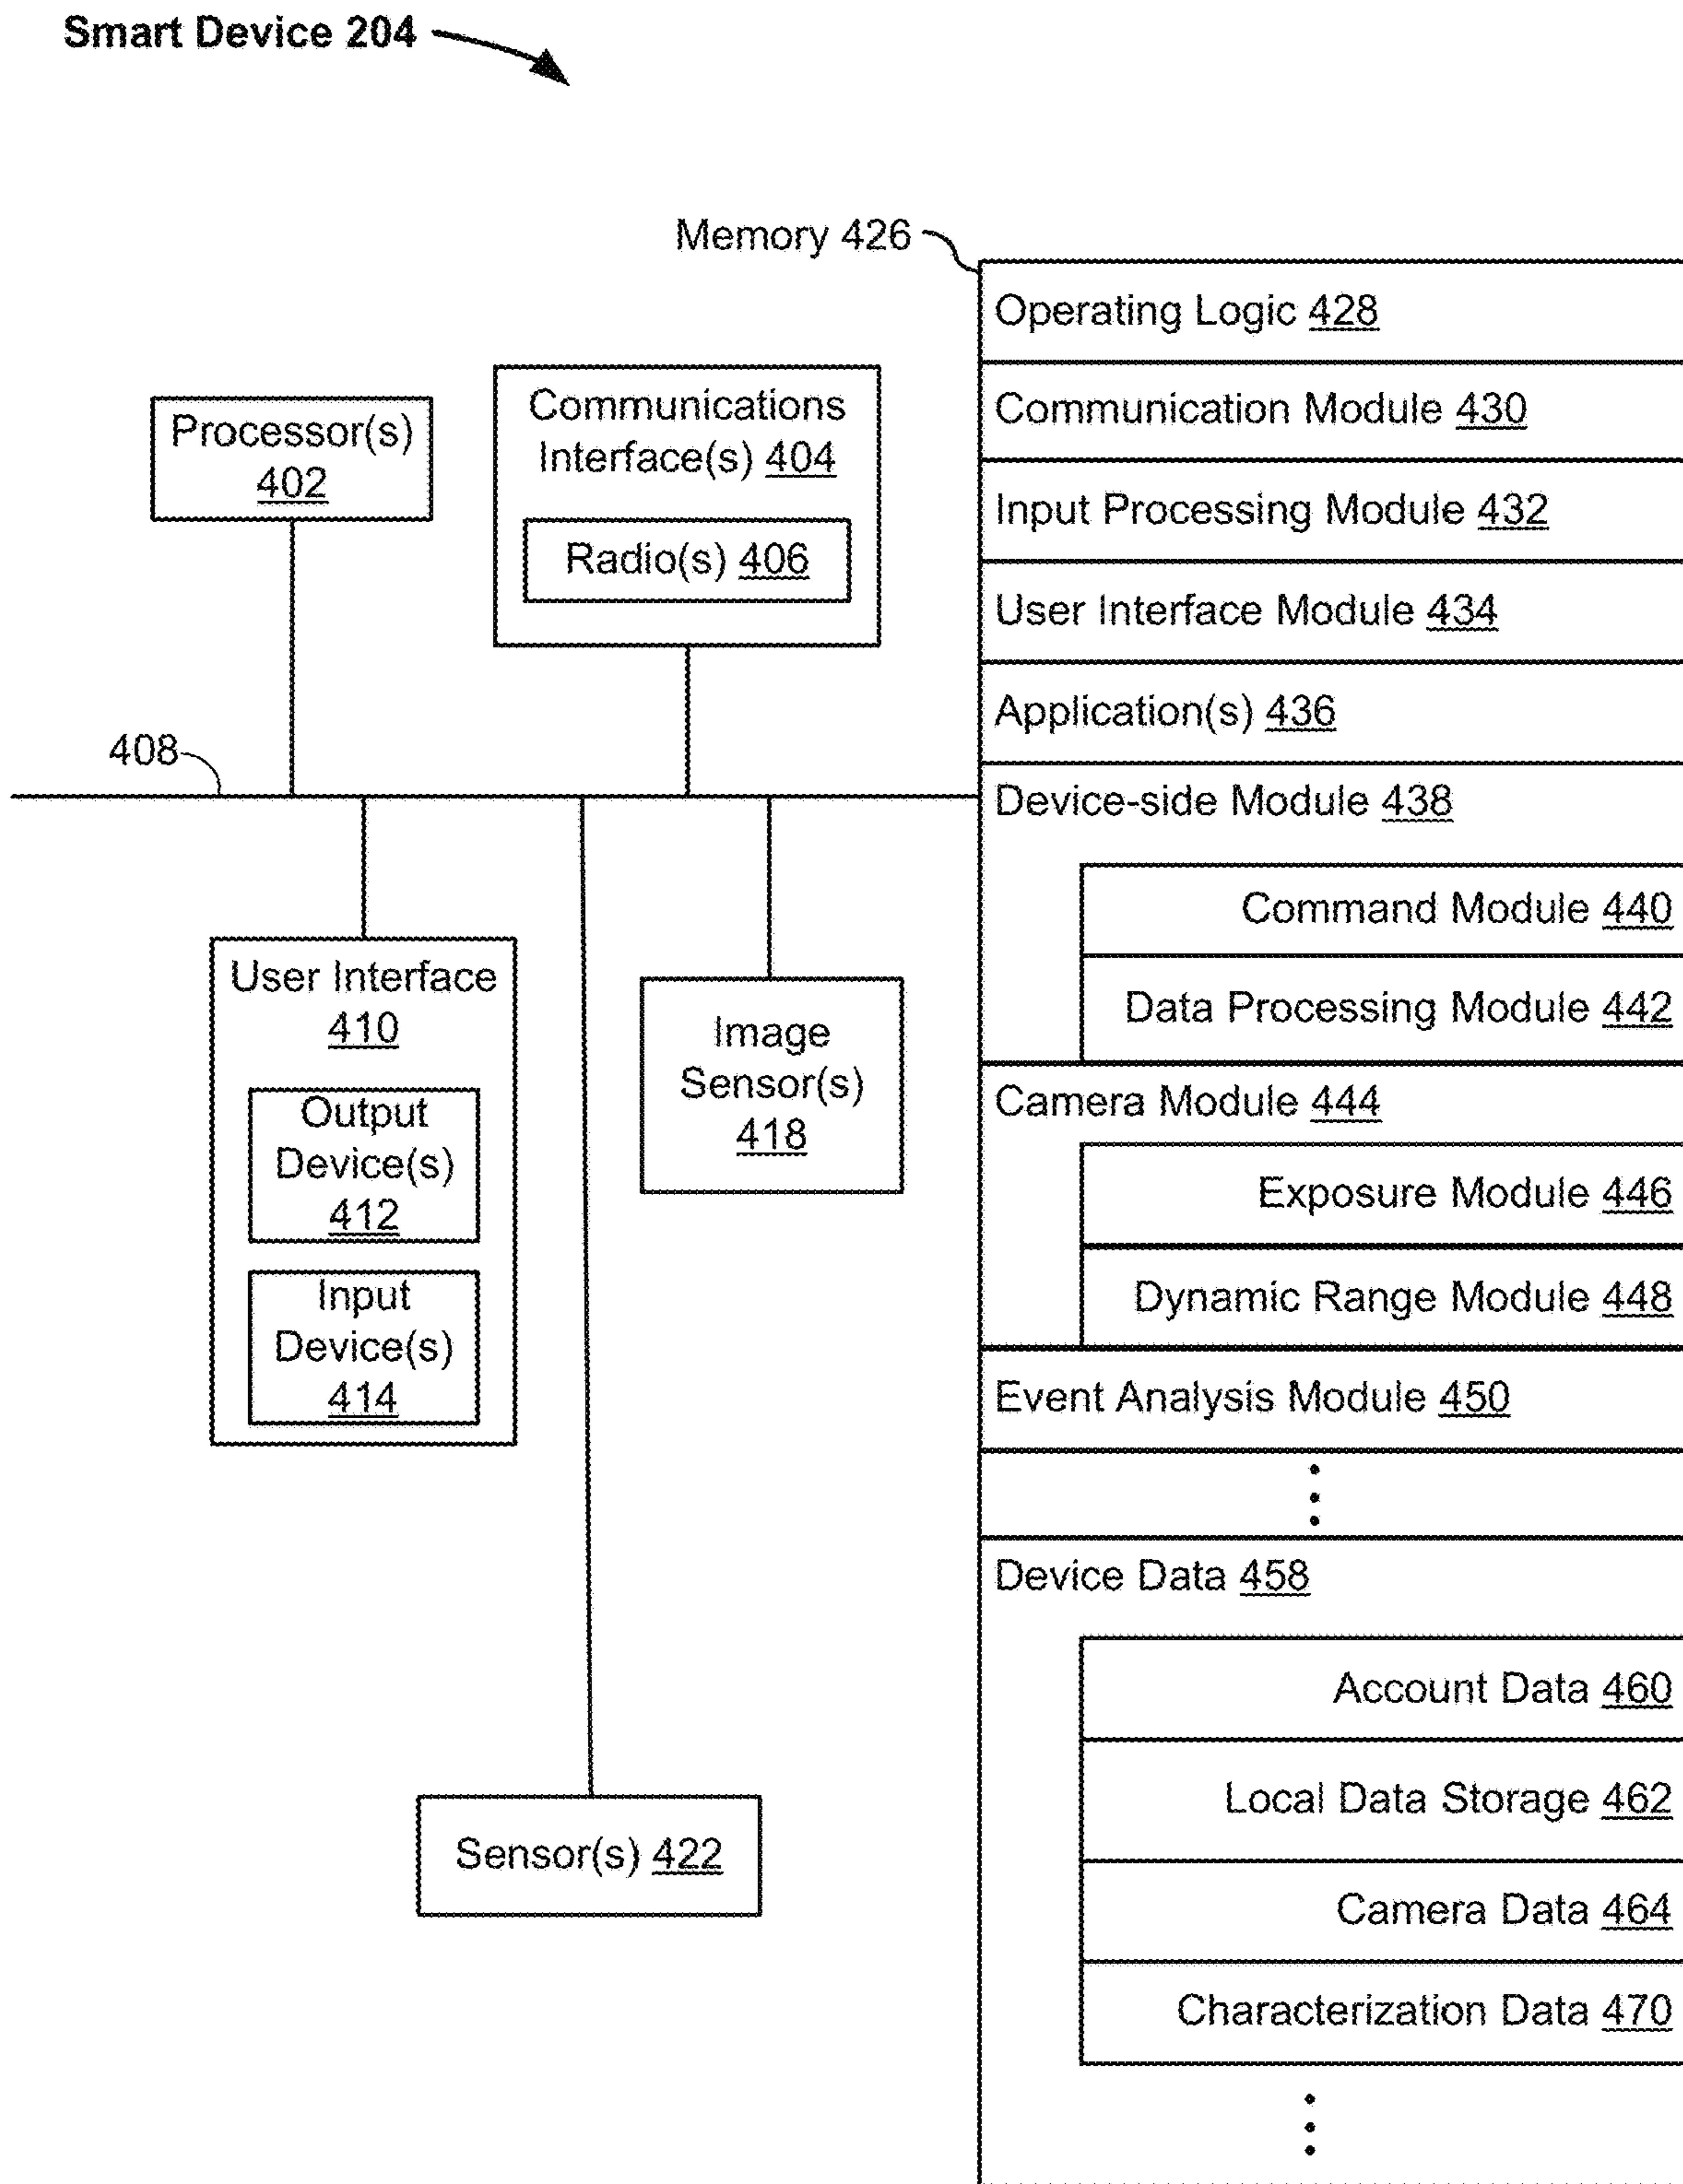 Smart Device 204
Memory 426
Operating Logic 428
Communication Module 430
Input Processing Module 432
User Interface Module 434
Application(s) 436
Device-side Module 438
Command Module 440
Data Processing Module 442
Camera Module 444
Exposure Module 446
Dynamic Range Module 448
Event Analysis Module 450
Device Data 458
Account Data 460
Local Data Storage 462
Camera Data 464
Characterization Data 470
Processor(s)
402
Communications
Interface(s) 404
Radio(s) 406
408
User Interface
410
Output
Device(s)
412
Input
Device(s)
414
Image
Sensor(s)
418
Sensor(s) 422